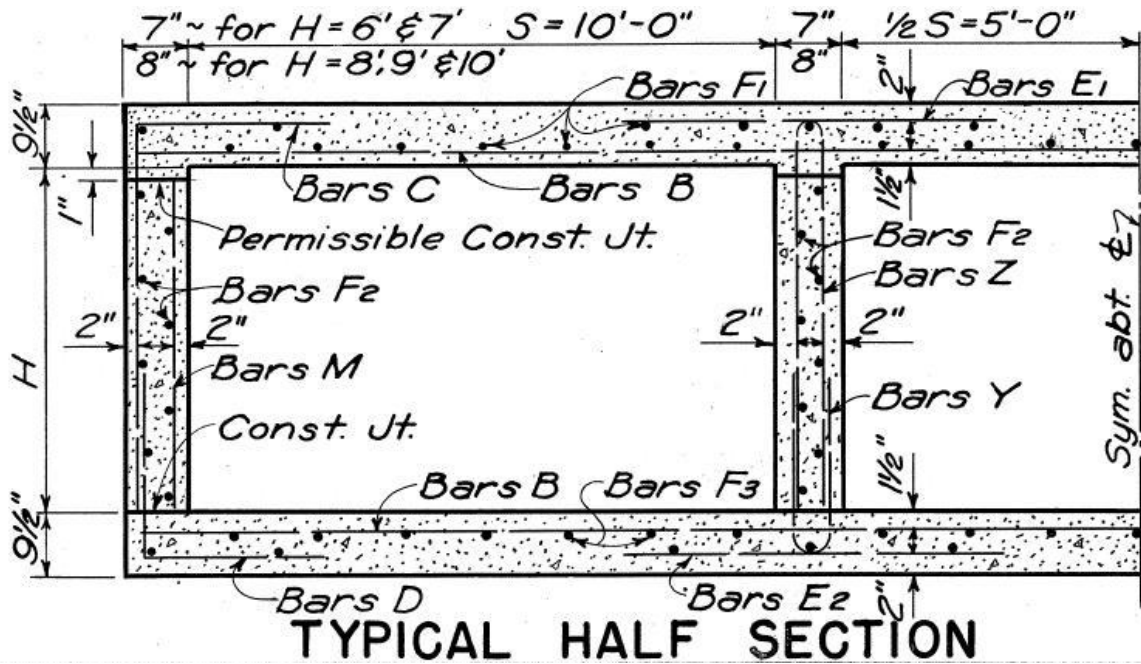 7" ~ for H = 6' & 7' S = 10'-0" 7" ½ S = 5'-0"
8" ~ for H = 8', 9' & 10' 8"
Bars F1 2" Bars E1
9½"
Bars C Bars B 1½"
1"
Permissible Const. Jt.
Bars F2
Bars F2 Bars Z
2" 2" 2" 2"
H Bars M Sym. abt. ℄
Bars Y
Const. Jt.
Bars B Bars F3 1½"
9½"
Bars D Bars E2 2"
TYPICAL HALF SECTION